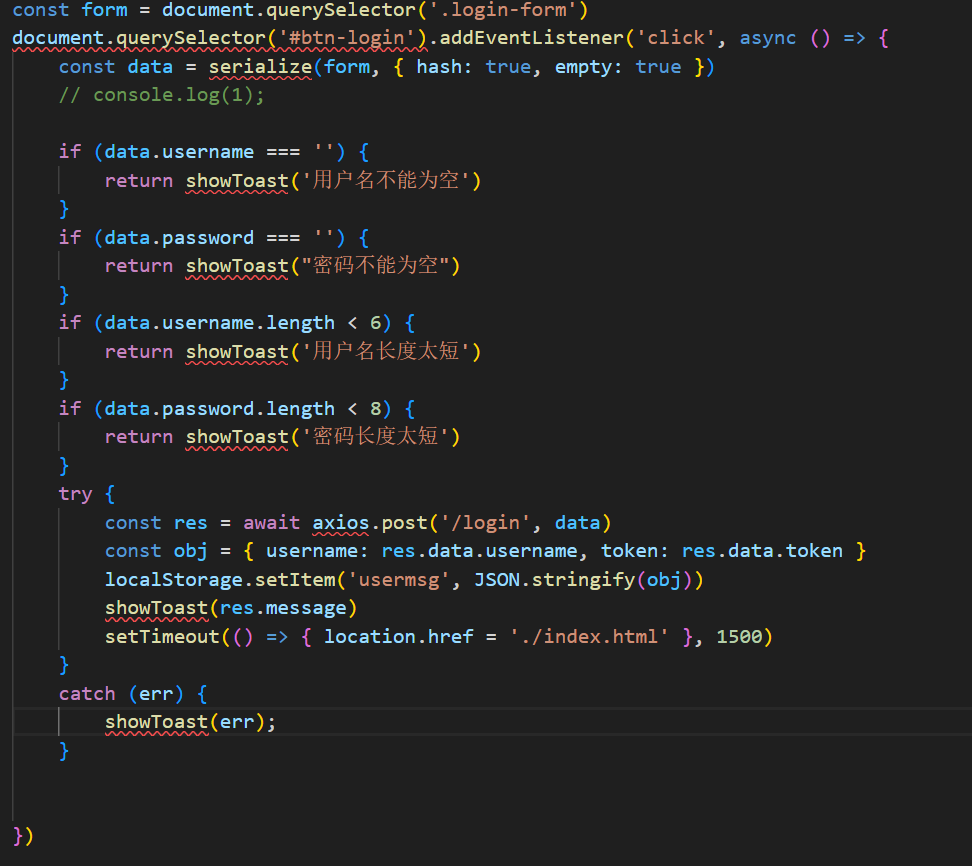 const form = document.querySelector('.login-form')
document.querySelector('#btn-login').addEventListener('click', async () => {
const data = serialize(form, { hash: true, empty: true })
// console.log(1);
if (data.username === '') {
return showToast('用户名不能为空')
}
if (data.password === '') {
return showToast("密码不能为空")
}
if (data.username.length < 6) {
return showToast('用户名长度太短')
}
if (data.password.length < 8) {
return showToast('密码长度太短')
}
try {
const res = await axios.post('/login', data)
const obj = { username: res.data.username, token: res.data.token }
localStorage.setItem('usermsg', JSON.stringify(obj))
showToast(res.message)
setTimeout(() => { location.href = './index.html' }, 1500)
}
catch (err) {
showToast(err);
}
})